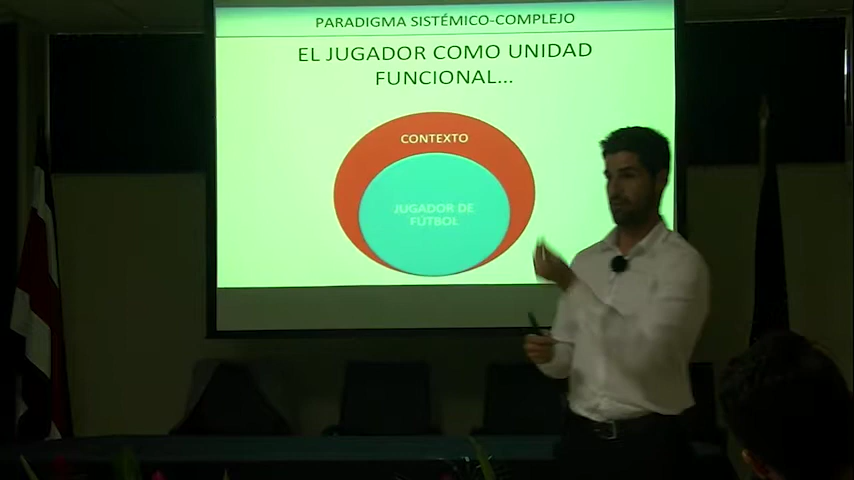 PARADIGMA SISTÉMICO-COMPLEJO
EL JUGADOR COMO UNIDAD
FUNCIONAL...
CONTEXTO
JUGADOR DE
FÚTBOL